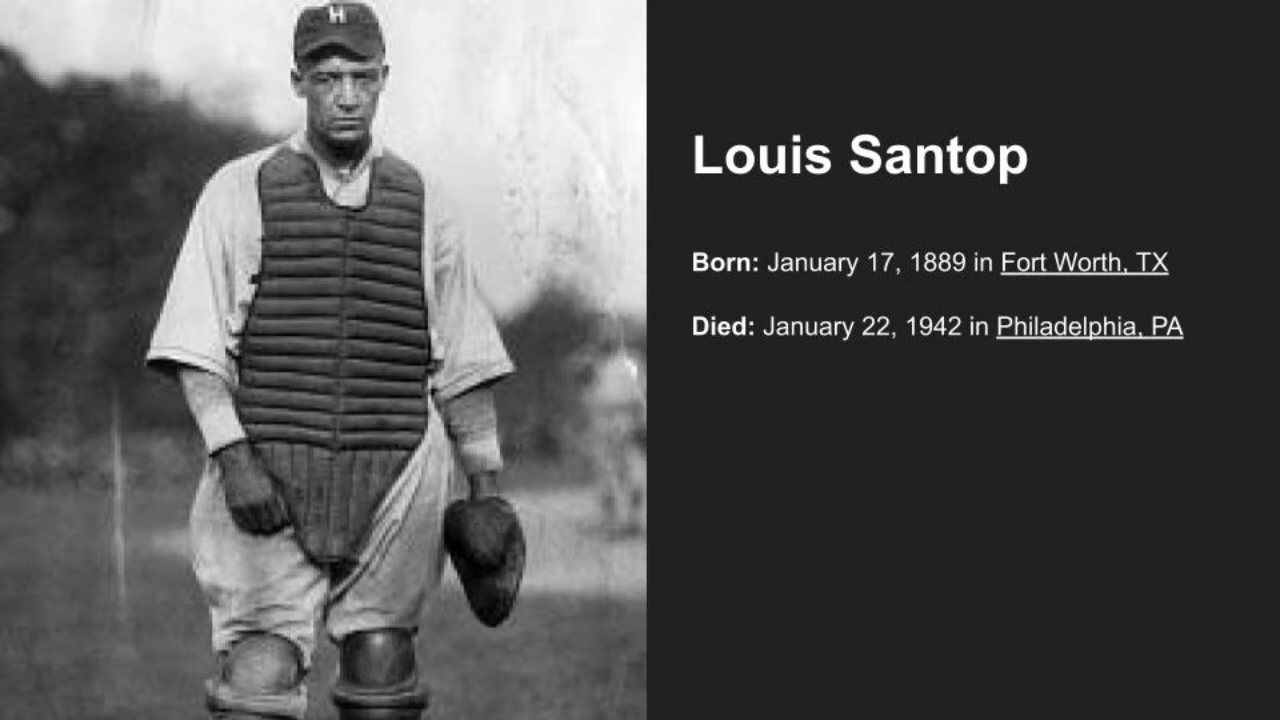 H
Louis Santop
Born: January 17, 1889 in Fort Worth, TX
Died: January 22, 1942 in Philadelphia, PA